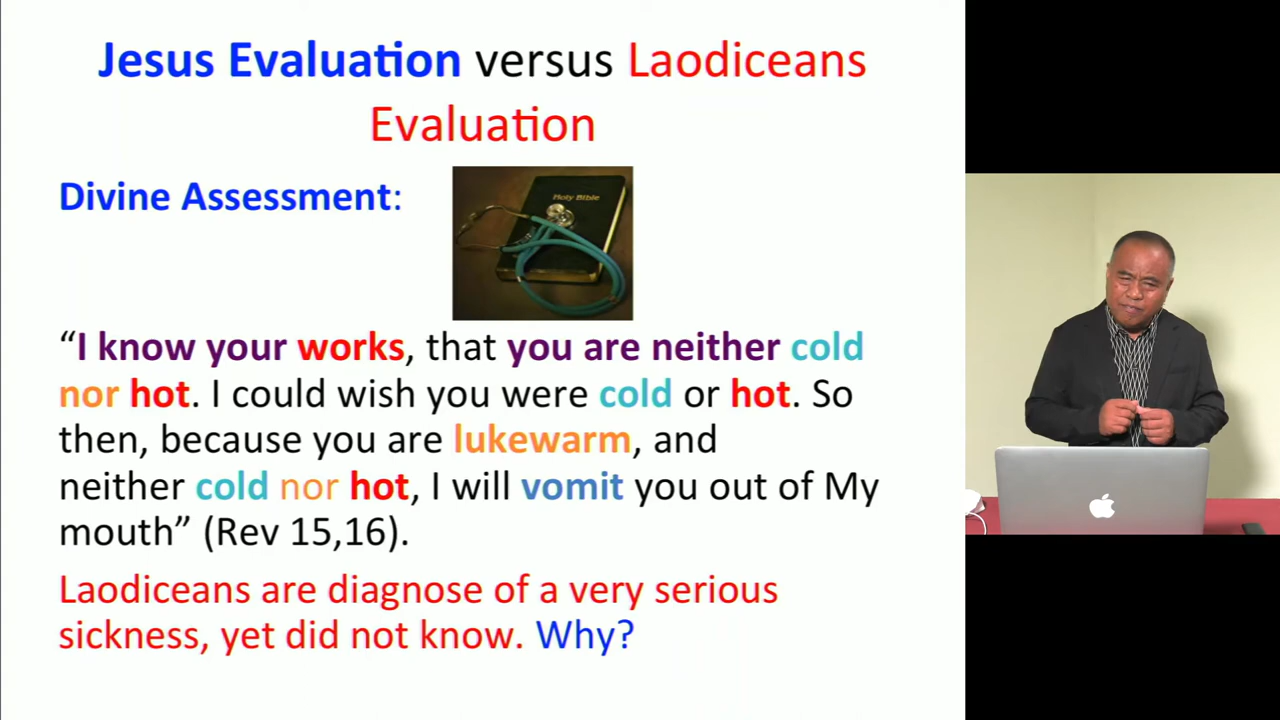 Jesus Evaluation versus Laodiceans
Evaluation
Divine Assessment:
Holy Bible
“I know your works, that you are neither cold
nor hot. I could wish you were cold or hot. So
then, because you are lukewarm, and
neither cold nor hot, I will vomit you out of My
mouth” (Rev 15,16).
Laodiceans are diagnose of a very serious
sickness, yet did not know. Why?